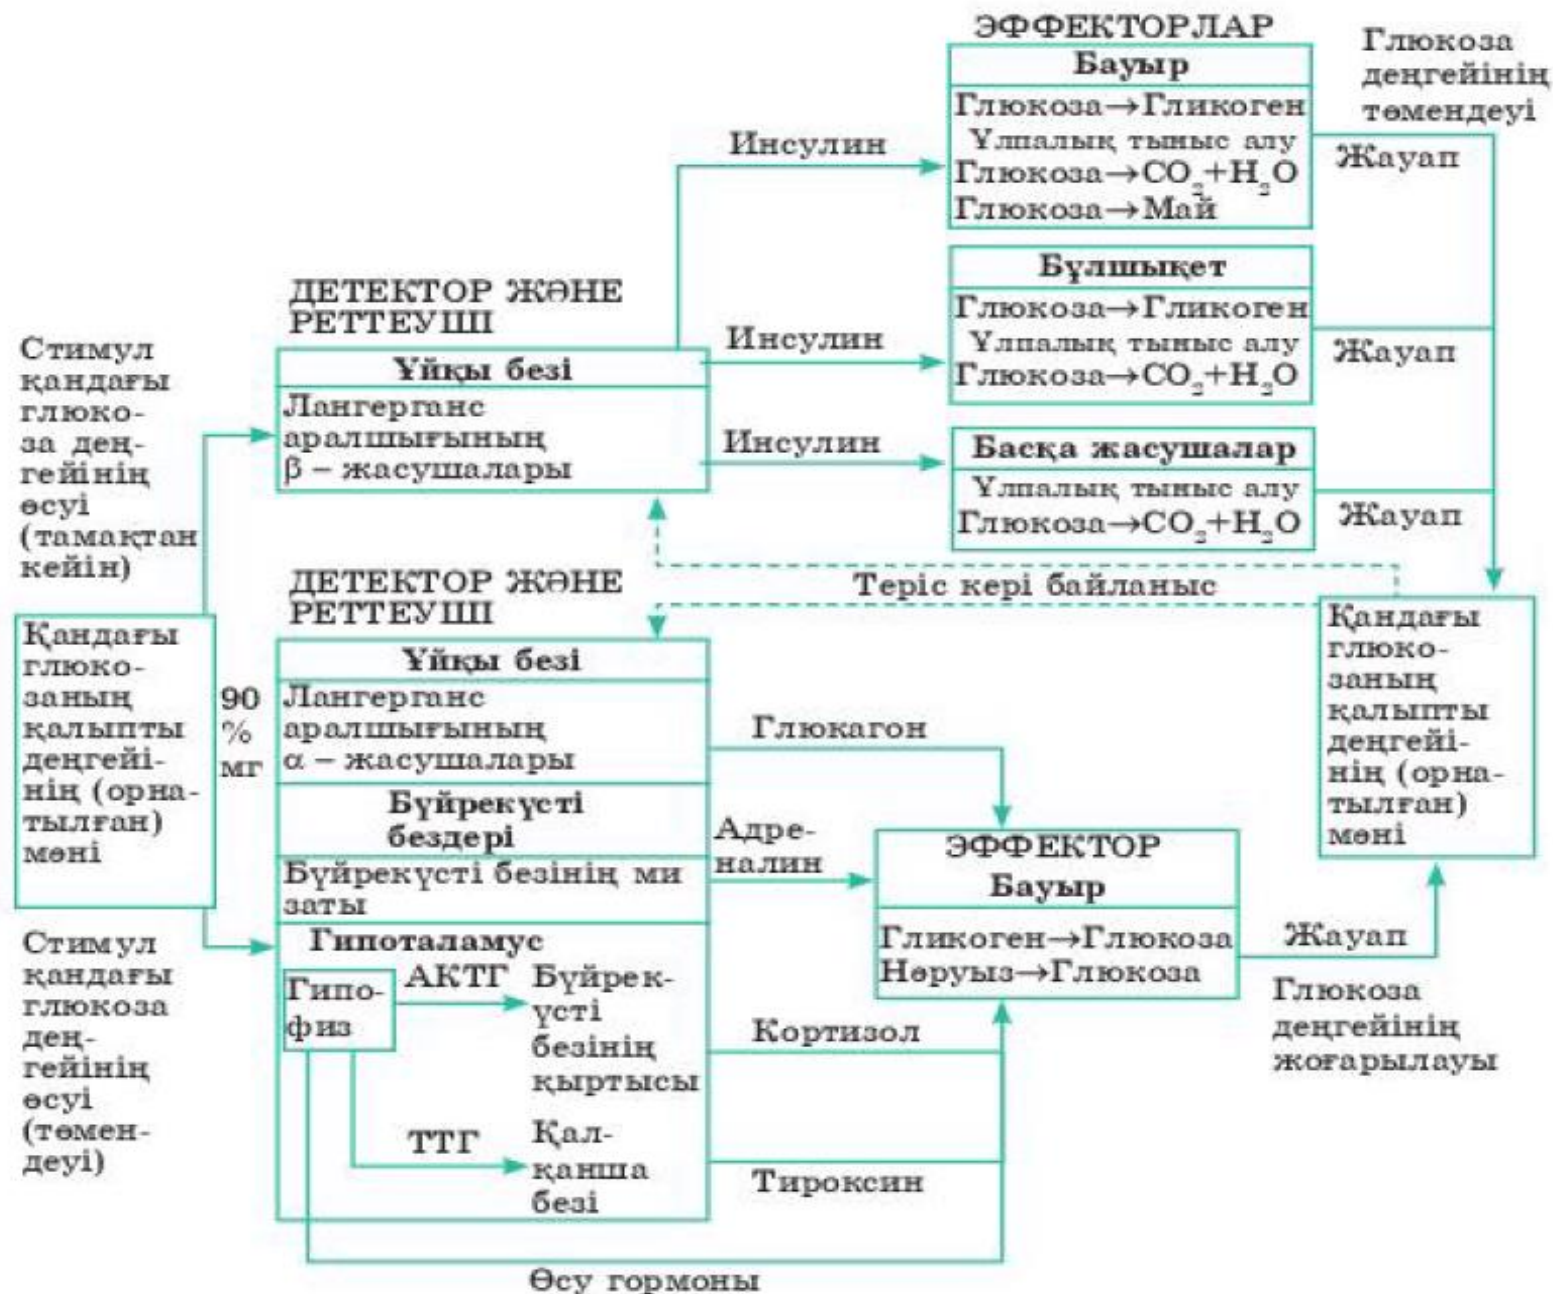 ЭФФЕКТОРЛАР
Бауыр
Глюкоза→Гликоген
Ұлпалық тыныс алу
Глюкоза→CO₂+H₂O
Глюкоза→Май
Глюкоза
деңгейінің
төмендеуі
Инсулин
Жауап
Бұлшықет
Глюкоза→Гликоген
Ұлпалық тыныс алу
Глюкоза→CO₂+H₂O
Инсулин
Жауап
Басқа жасушалар
Ұлпалық тыныс алу
Глюкоза→CO₂+H₂O
Инсулин
Жауап
ДЕТЕКТОР ЖӘНЕ
РЕТТЕУШІ
Ұйқы безі
Лангерганс
аралшығының
β – жасушалары
Стимул
қандағы
глюко-
за дең-
гейінің
өсуі
(тамақтан
кейін)
Теріс кері байланыс
ДЕТЕКТОР ЖӘНЕ
РЕТТЕУШІ
Қандағы
глюко-
заның
қалыпты
деңгейі-
нің (орна-
тылған)
мәні
90
%
мг
Ұйқы безі
Лангерганс
аралшығының
α – жасушалары
Глюкагон
Бүйрекүсті
бездері
Бүйрекүсті безінің ми
заты
Адре-
налин
ЭФФЕКТОР
Бауыр
Гликоген→Глюкоза
Нәруыз→Глюкоза
Қандағы
глюко-
заның
қалыпты
деңгейі-
нің (орна-
тылған)
мәні
Жауап
Глюкоза
деңгейінің
жоғарылауы
Стимул
қандағы
глюкоза
дең-
гейінің
өсуі
(төмен-
деуі)
Гипоталамус
Гипо-
физ
АКТГ
Бүйрек-
үсті
безінің
қыртысы
Кортизол
ТТГ
Қал-
қанша
безі
Тироксин
Өсу гормоны